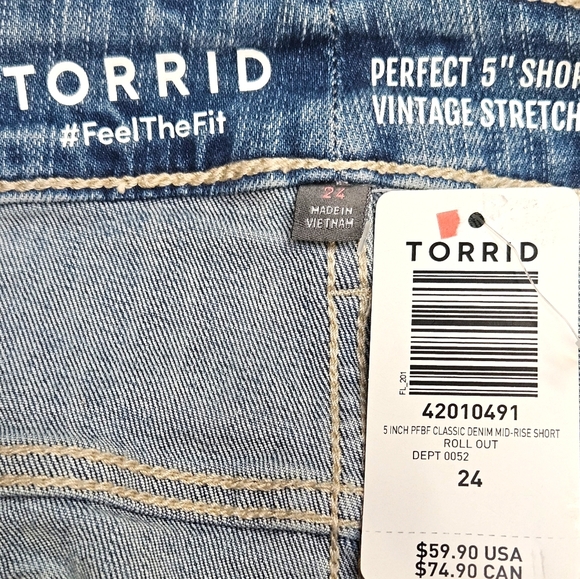 TORRID
#FeelTheFit
PERFECT 5" SHOR
VINTAGE STRETCH
24
MADE IN
VIETNAM
TORRID
FL_201
42010491
5 INCH PFBF CLASSIC DENIM MID-RISE SHORT
ROLL OUT
DEPT 0052
24
$59.90 USA
$74.90 CAN